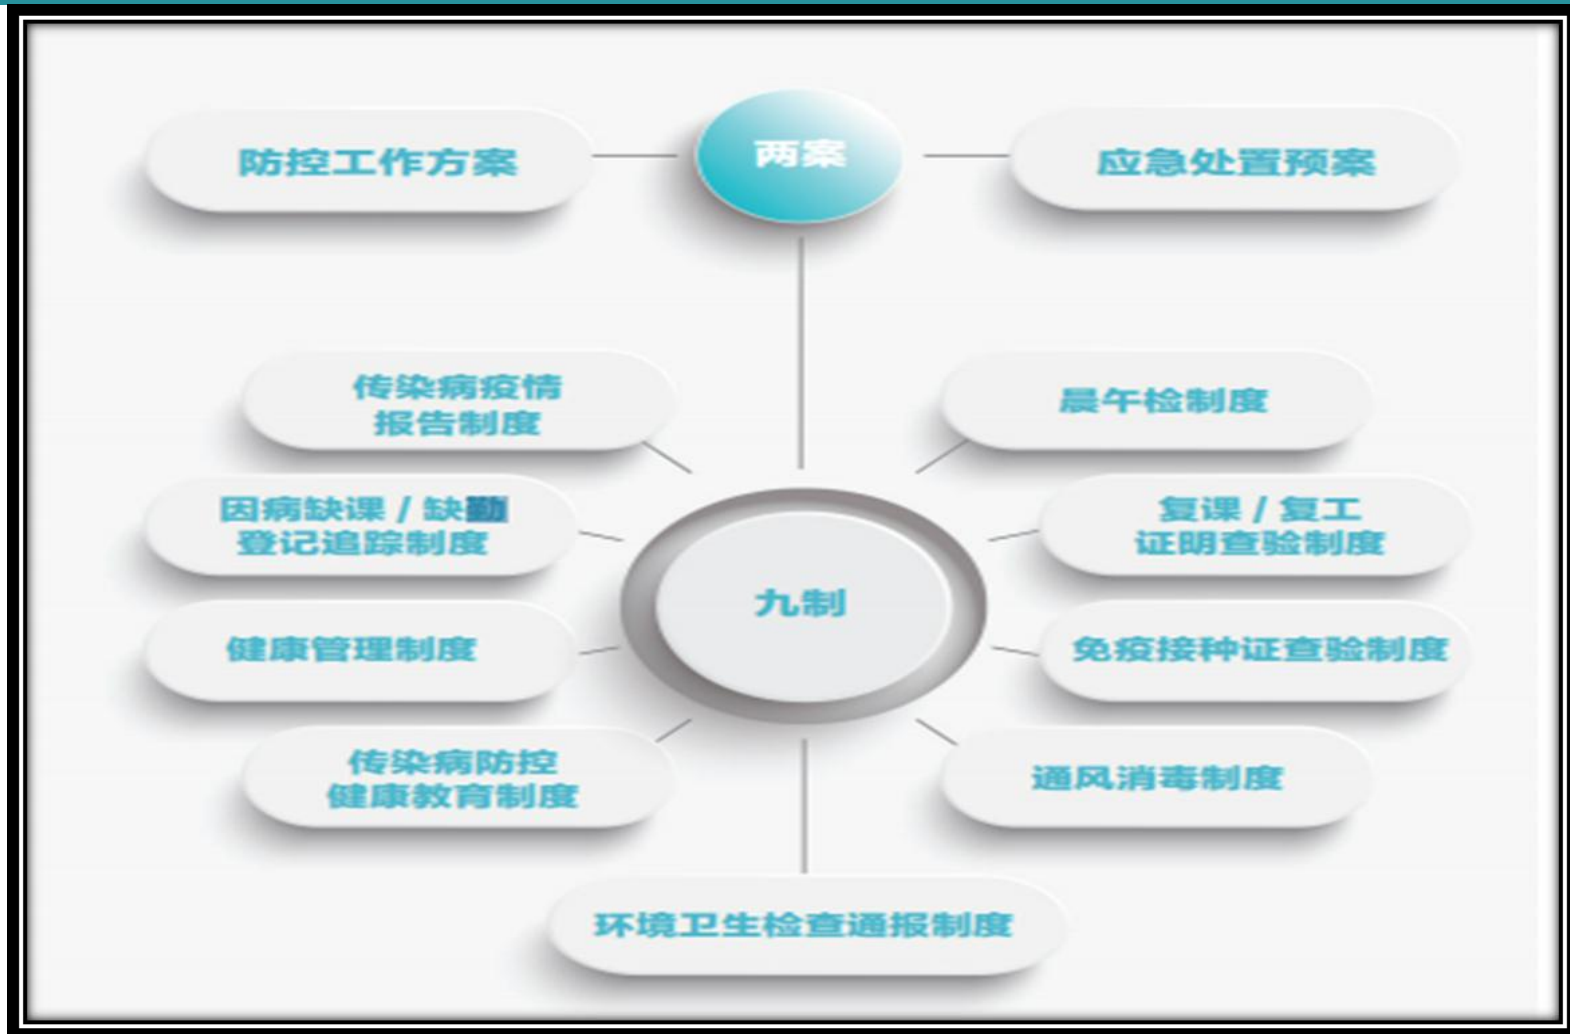 两案
防控工作方案
应急处置预案
传染病疫情
报告制度
晨午检制度
因病缺课 / 缺勤
登记追踪制度
复课 / 复工
证明查验制度
九制
健康管理制度
免疫接种证查验制度
传染病防控
健康教育制度
通风消毒制度
环境卫生检查通报制度